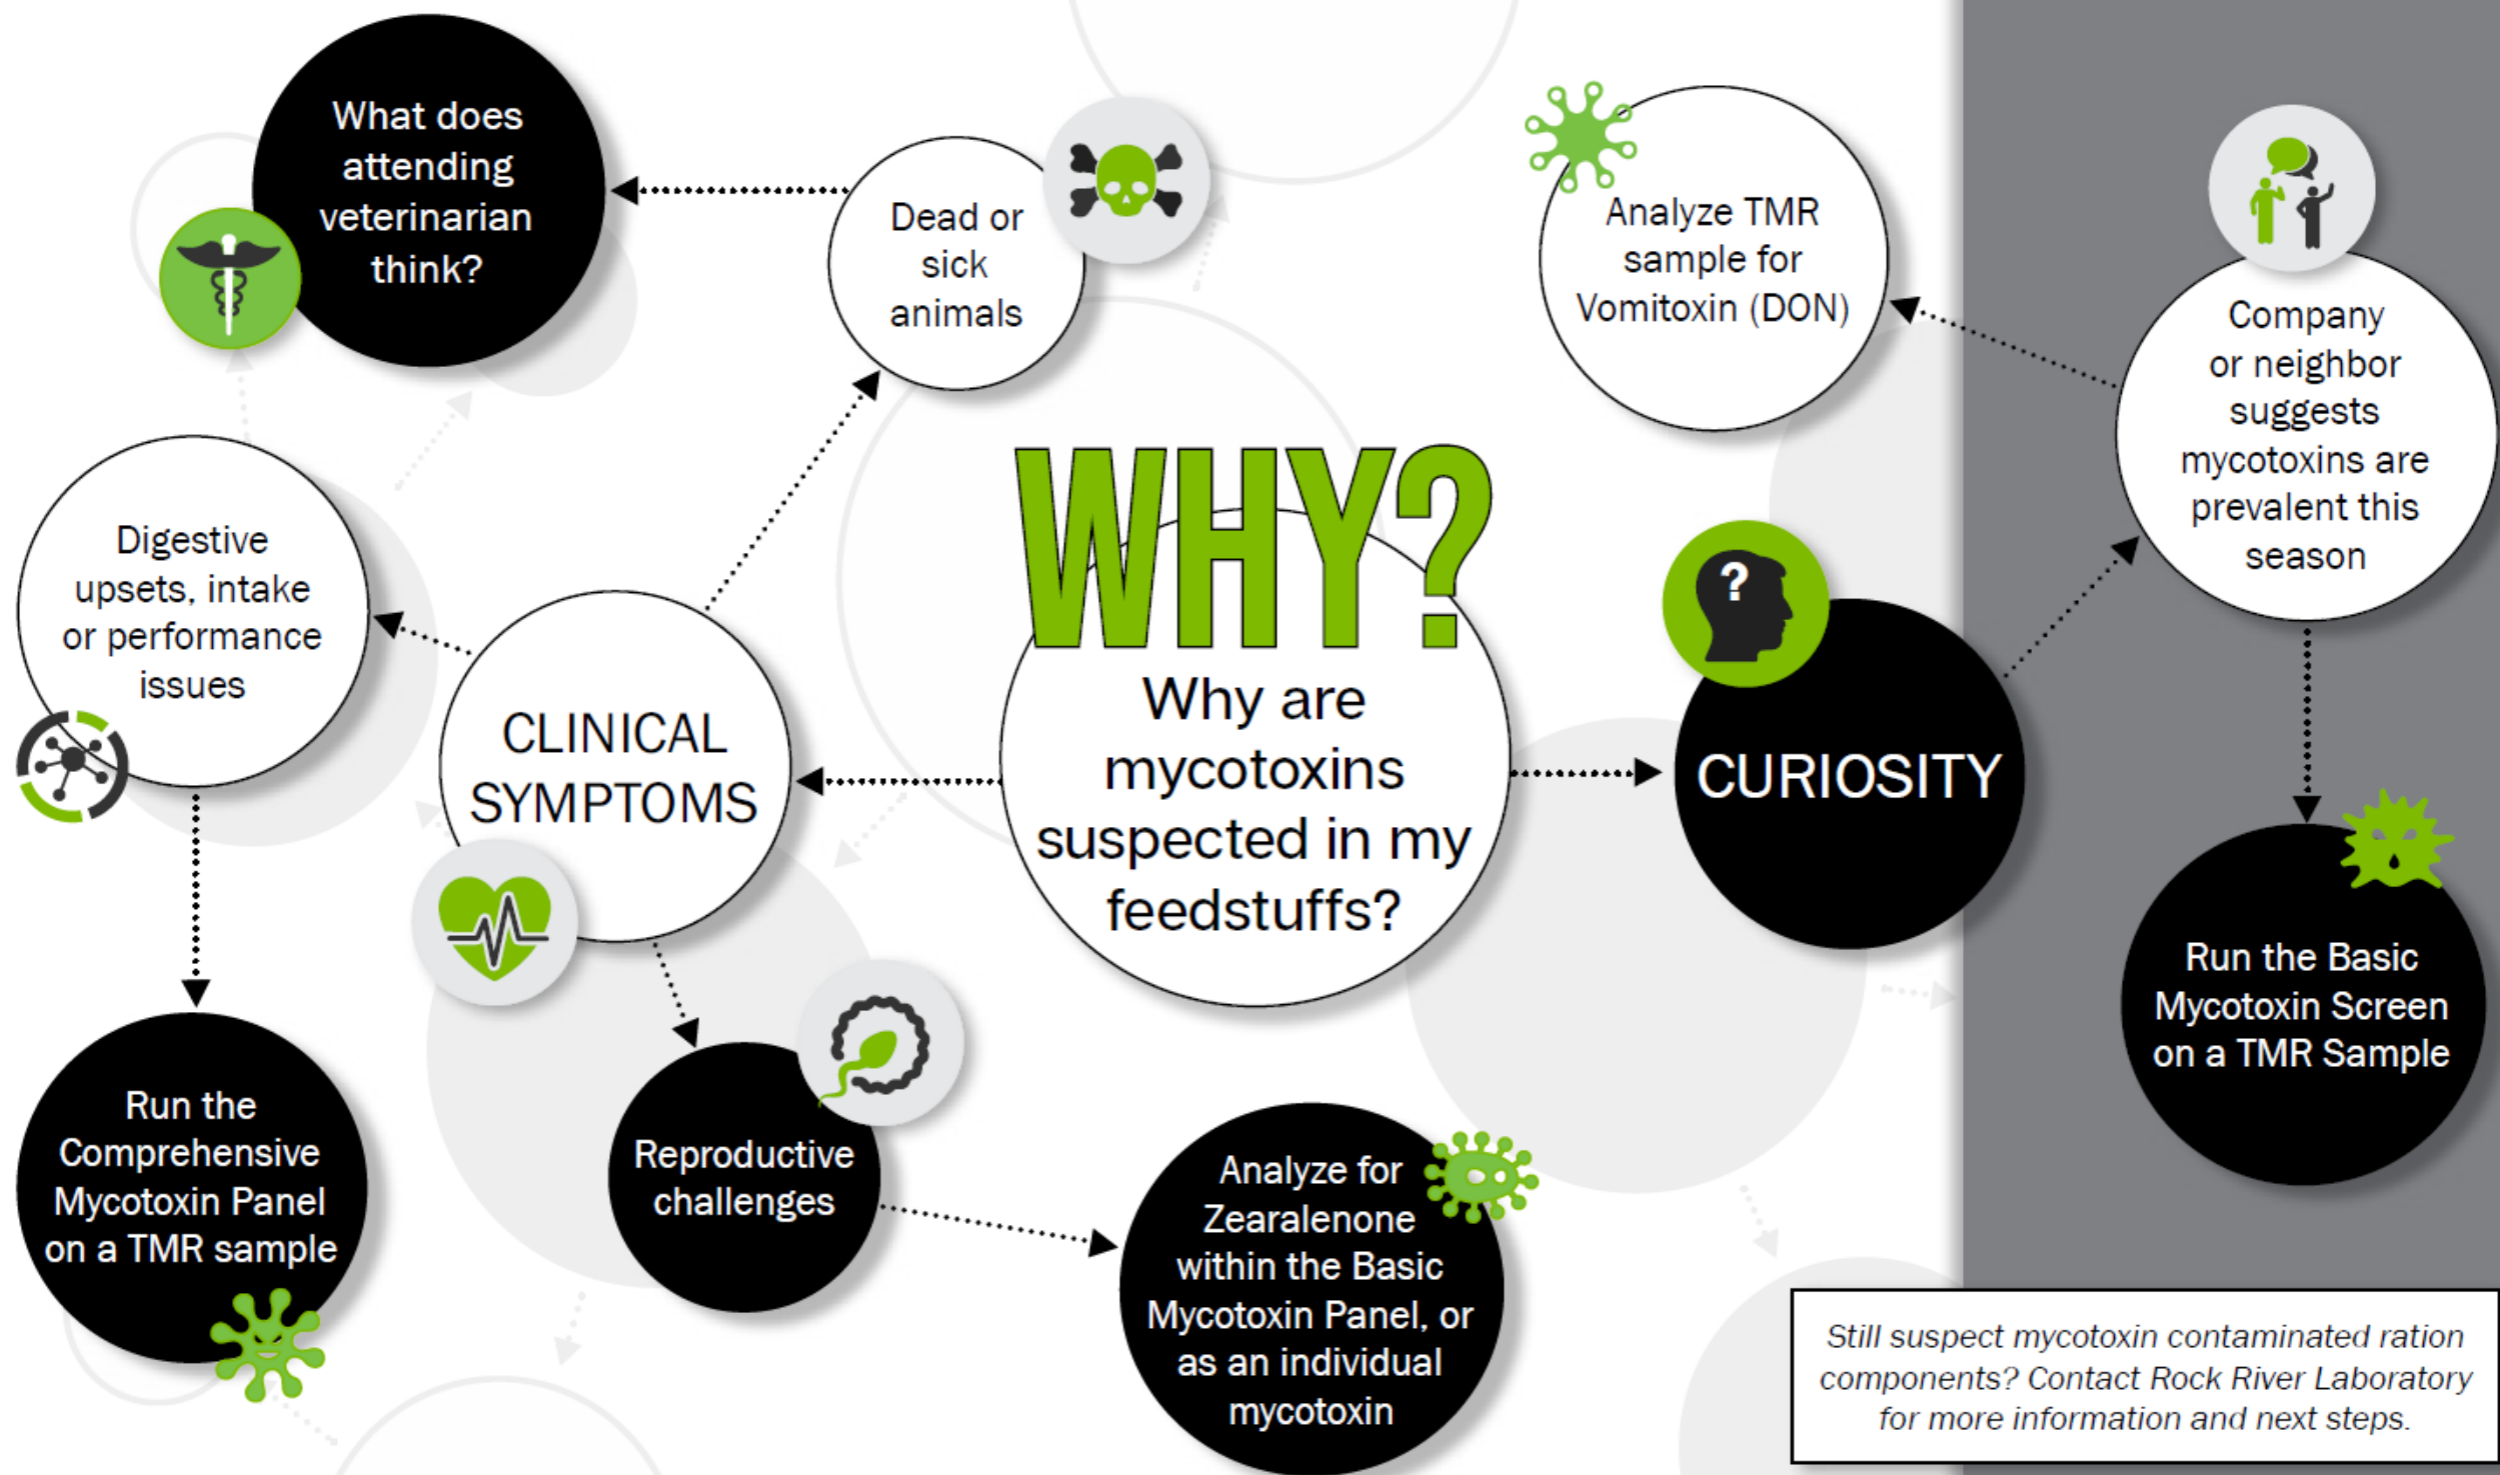 WHY?
Why are
mycotoxins
suspected in my
feedstuffs?
CLINICAL
SYMPTOMS
Dead or
sick
animals
What does
attending
veterinarian
think?
Digestive
upsets, intake
or performance
issues
Run the
Comprehensive
Mycotoxin Panel
on a TMR sample
Reproductive
challenges
Analyze for
Zearalenone
within the Basic
Mycotoxin Panel, or
as an individual
mycotoxin
?
CURIOSITY
Company
or neighbor
suggests
mycotoxins are
prevalent this
season
Analyze TMR
sample for
Vomitoxin (DON)
Run the Basic
Mycotoxin Screen
on a TMR Sample
Still suspect mycotoxin contaminated ration
components? Contact Rock River Laboratory
for more information and next steps.